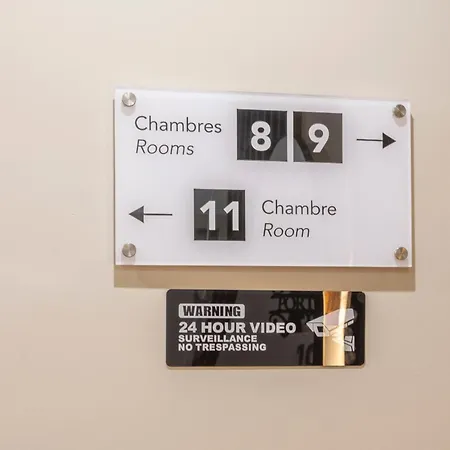 Chambres 8 9
Rooms
11 Chambre
Room
WARNING
24 HOUR VIDEO
SURVEILLANCE
NO TRESPASSING